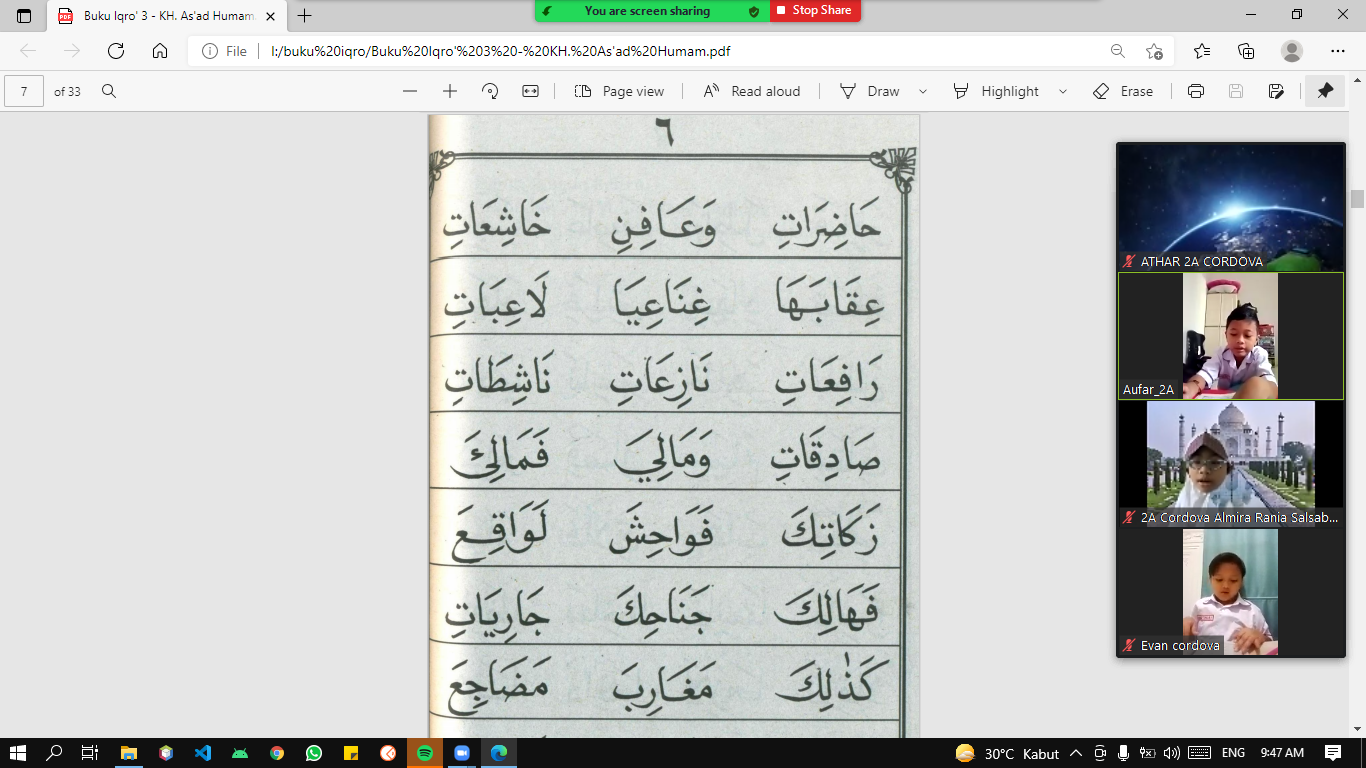 Buku Iqro' 3 - KH. As'ad Humam.
You are screen sharing
Stop Share
File
I:/buku%20iqro/Buku%20Iqro'%203%20-%20KH.%20As'ad%20Humam.pdf
7 of 33
Page view
Read aloud
Draw
Highlight
Erase
٦
حَاضِرَاتِ وَعَافِنِ خَاشِعَاتِ
عِقَابَهَا غِنَاعِيَا لَاعِبَاتِ
رَافِعَاتِ نَازِعَاتِ نَاشِطَاتِ
صَادِقَاتِ وَمَالِيَ فَمَالِئَ
زَكَاتِكَ فَوَاحِشَ لَوَاقِعَ
فَهَالِكَ جَنَاحِكَ جَارِيَاتِ
كَذٰلِكَ مَغَارِبَ مَضَاجِعَ
ATHAR 2A CORDOVA
Aufar_2A
2A Cordova Almira Rania Salsab...
Evan cordova
30°C Kabut
ENG
9:47 AM